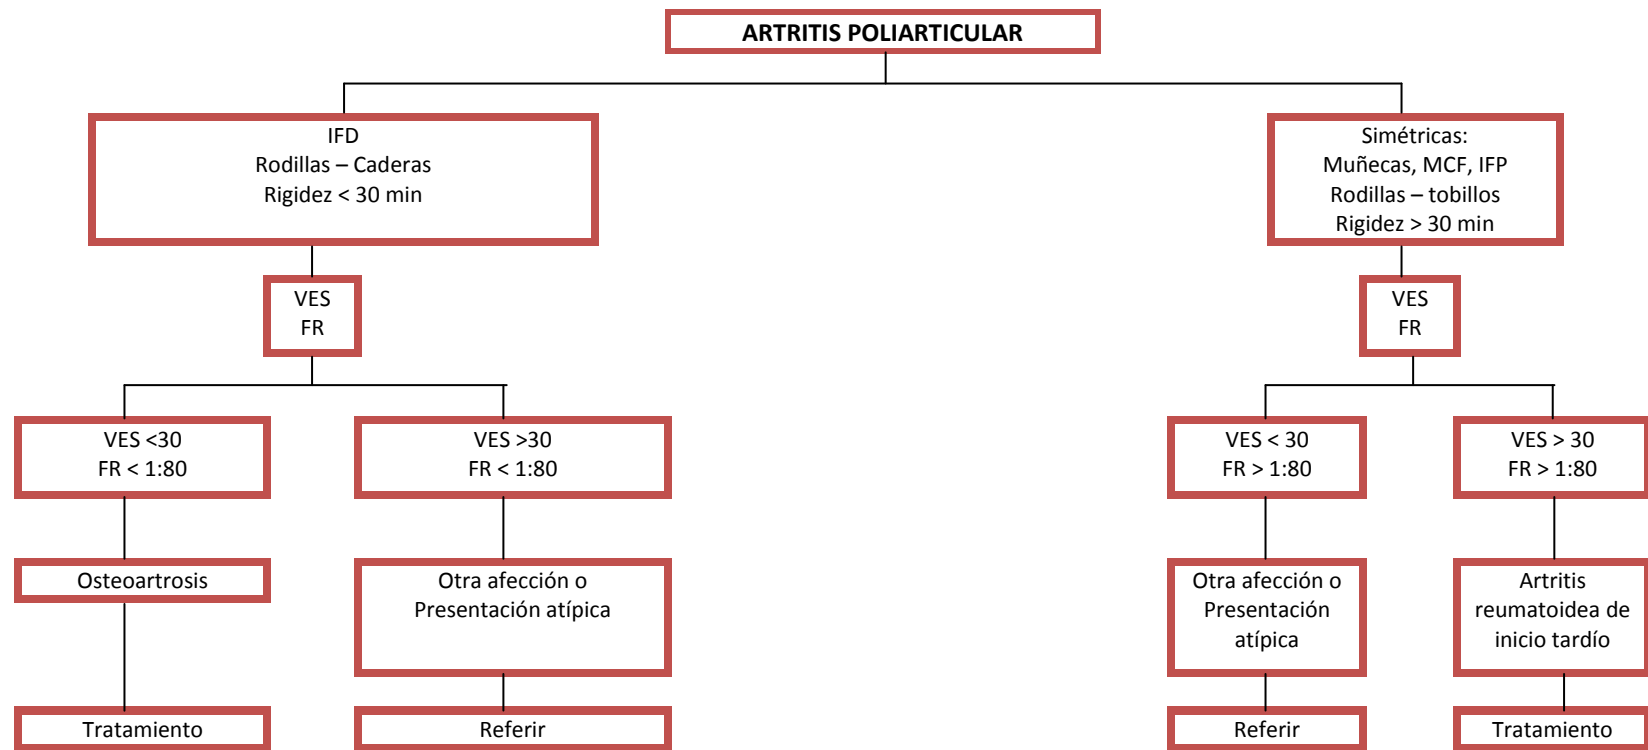 ARTRITIS POLIARTICULAR
IFD
Rodillas – Caderas
Rigidez < 30 min
Simétricas:
Muñecas, MCF, IFP
Rodillas – tobillos
Rigidez > 30 min
VES
FR
VES
FR
VES <30
FR < 1:80
VES >30
FR < 1:80
VES < 30
FR > 1:80
VES > 30
FR > 1:80
Osteoartrosis
Otra afección o
Presentación atípica
Otra afección o
Presentación
atípica
Artritis
reumatoidea de
inicio tardío
Tratamiento
Referir
Referir
Tratamiento